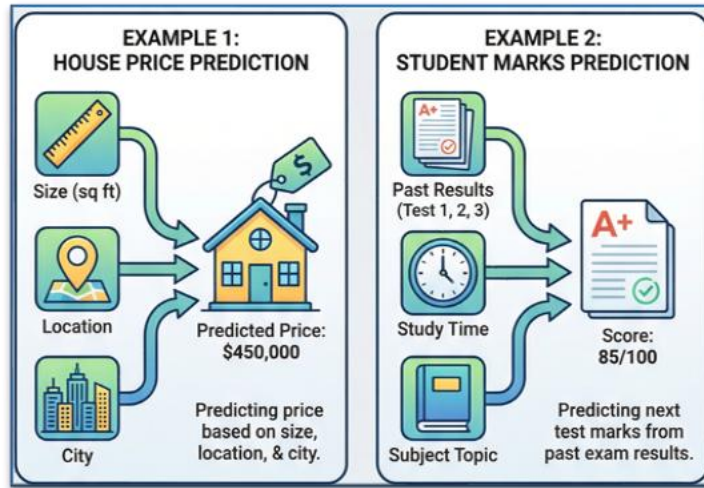 EXAMPLE 1:
HOUSE PRICE PREDICTION
Size (sq ft)
Location
City
$
Predicted Price:
$450,000
Predicting price
based on size,
location, & city.
EXAMPLE 2:
STUDENT MARKS PREDICTION
A+
Past Results
(Test 1, 2, 3)
Study Time
Subject Topic
A+
Score:
85/100
Predicting next
test marks from
past exam results.